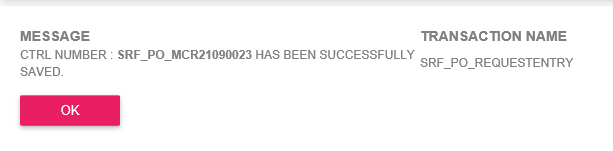 MESSAGE
TRANSACTION NAME
CTRL NUMBER : SRF_PO_MCR21090023 HAS BEEN SUCCESSFULLY
SAVED.
SRF_PO_REQUESTENTRY
OK